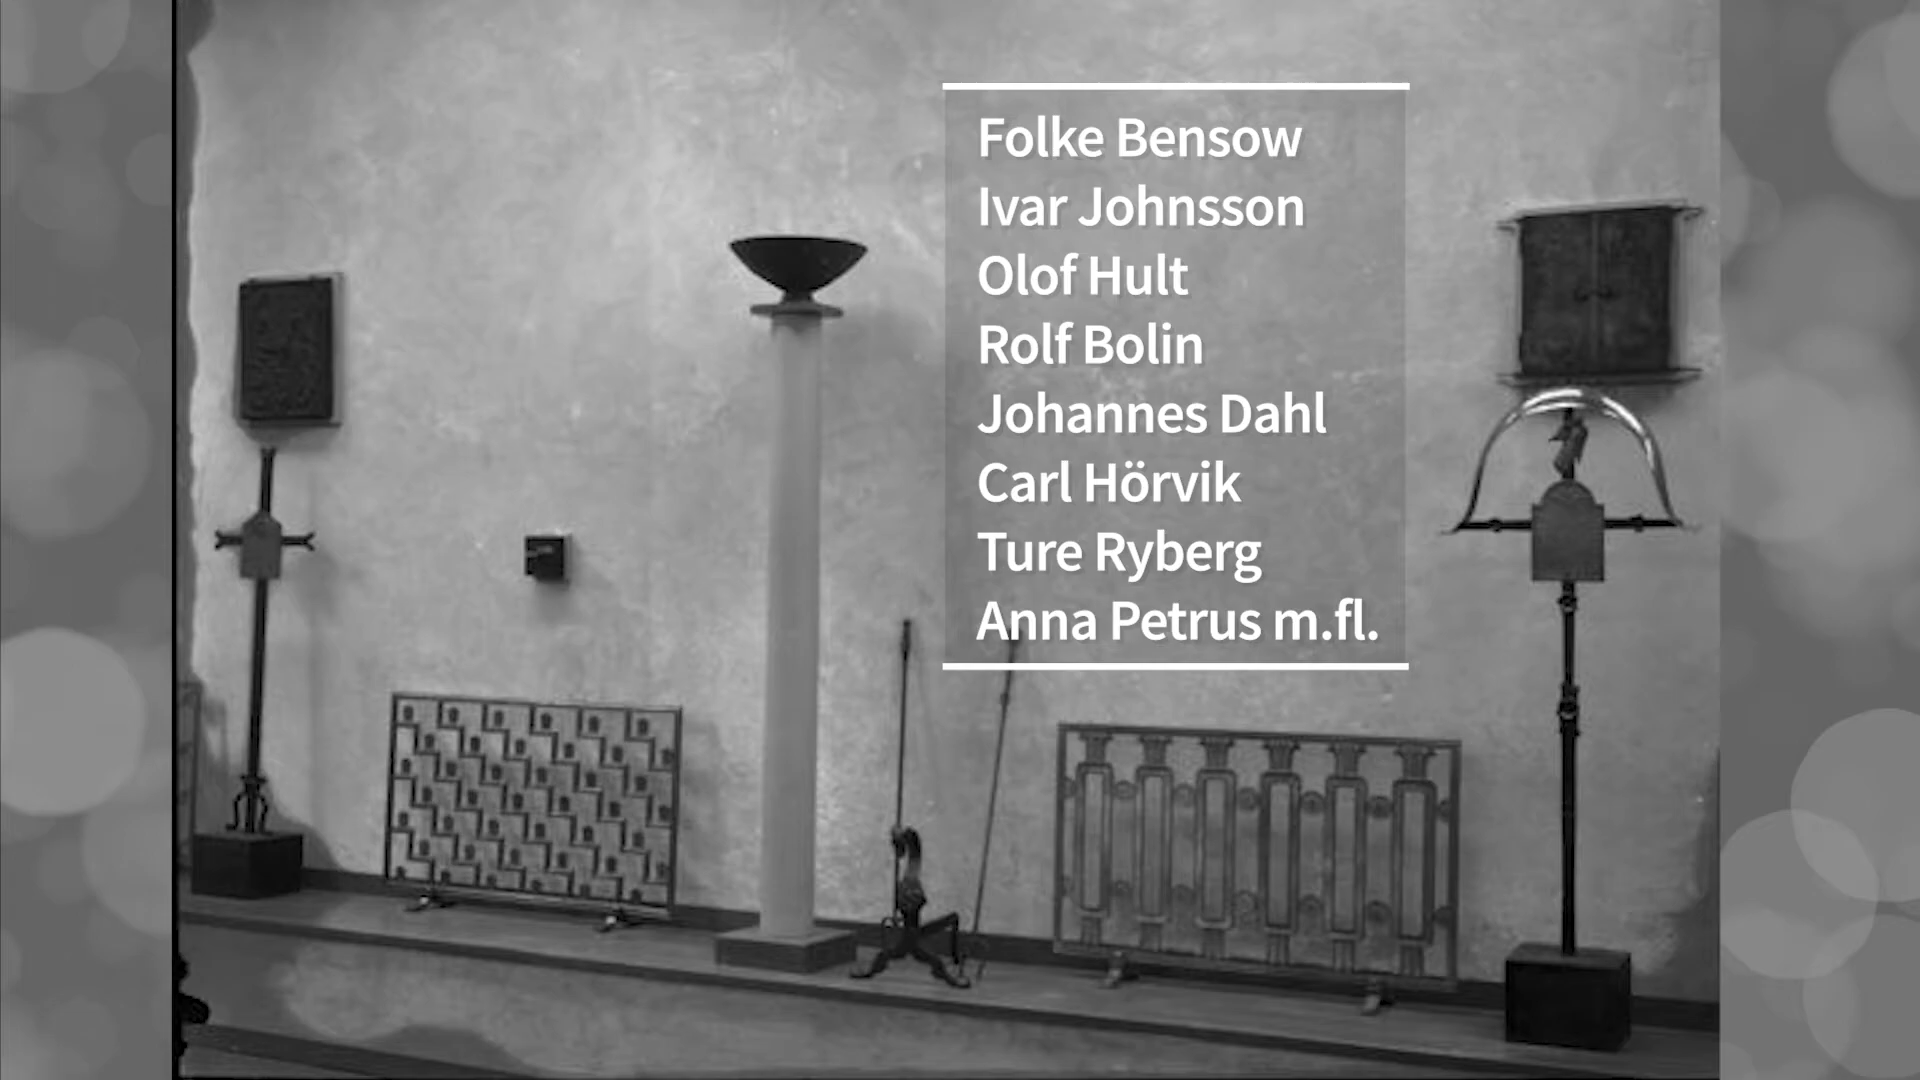 Folke Bensow
Ivar Johnsson
Olof Hult
Rolf Bolin
Johannes Dahl
Carl Hörvik
Ture Ryberg
Anna Petrus m.fl.